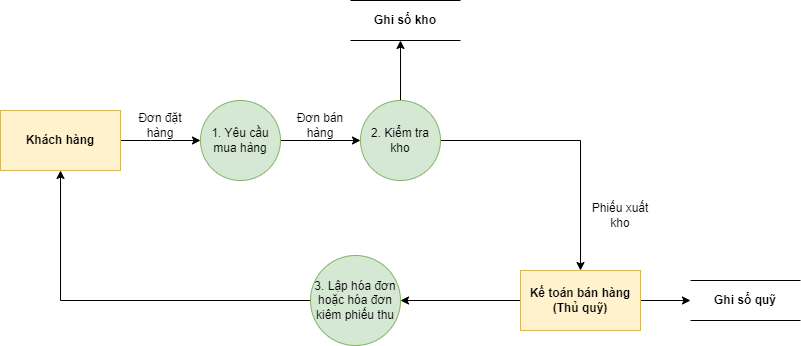 Ghi sổ kho
Đơn đặt
hàng
Đơn bán
hàng
Khách hàng
1. Yêu cầu
mua hàng
2. Kiểm tra
kho
Phiếu xuất
kho
3. Lập hóa đơn
hoặc hóa đơn
kiêm phiếu thu
Kế toán bán hàng
(Thủ quỹ)
Ghi sổ quỹ